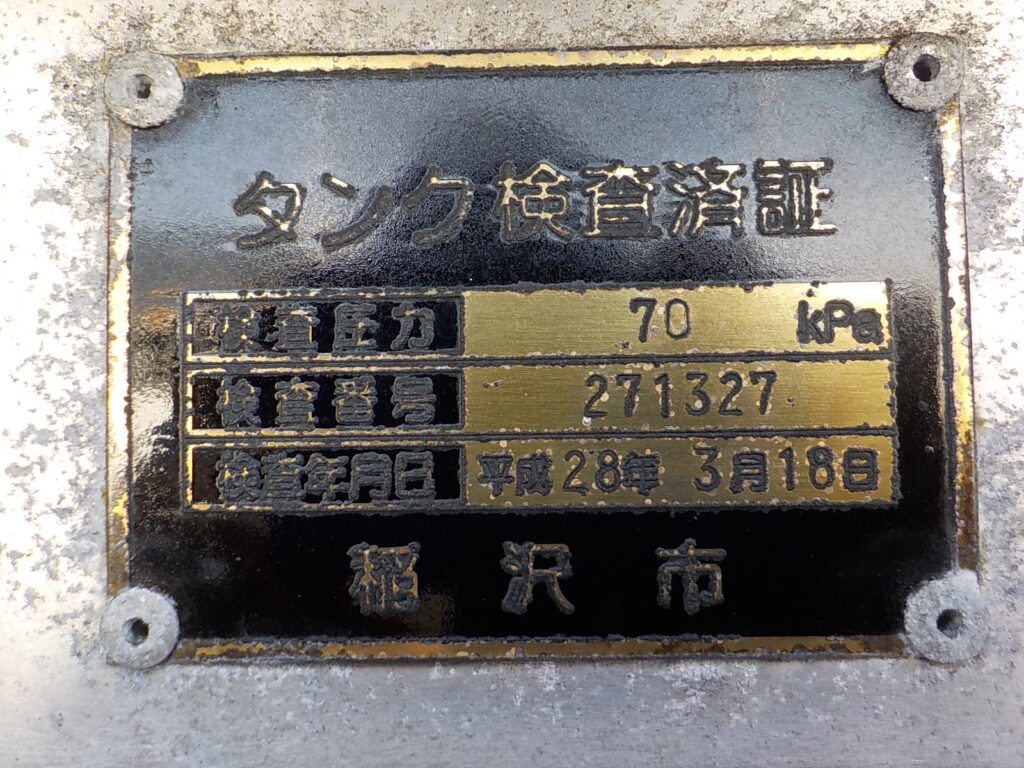 タンク検査済証
検査圧力 70 kPa
検査番号 271327
検査年月日 平成28年 3月18日
稲沢市